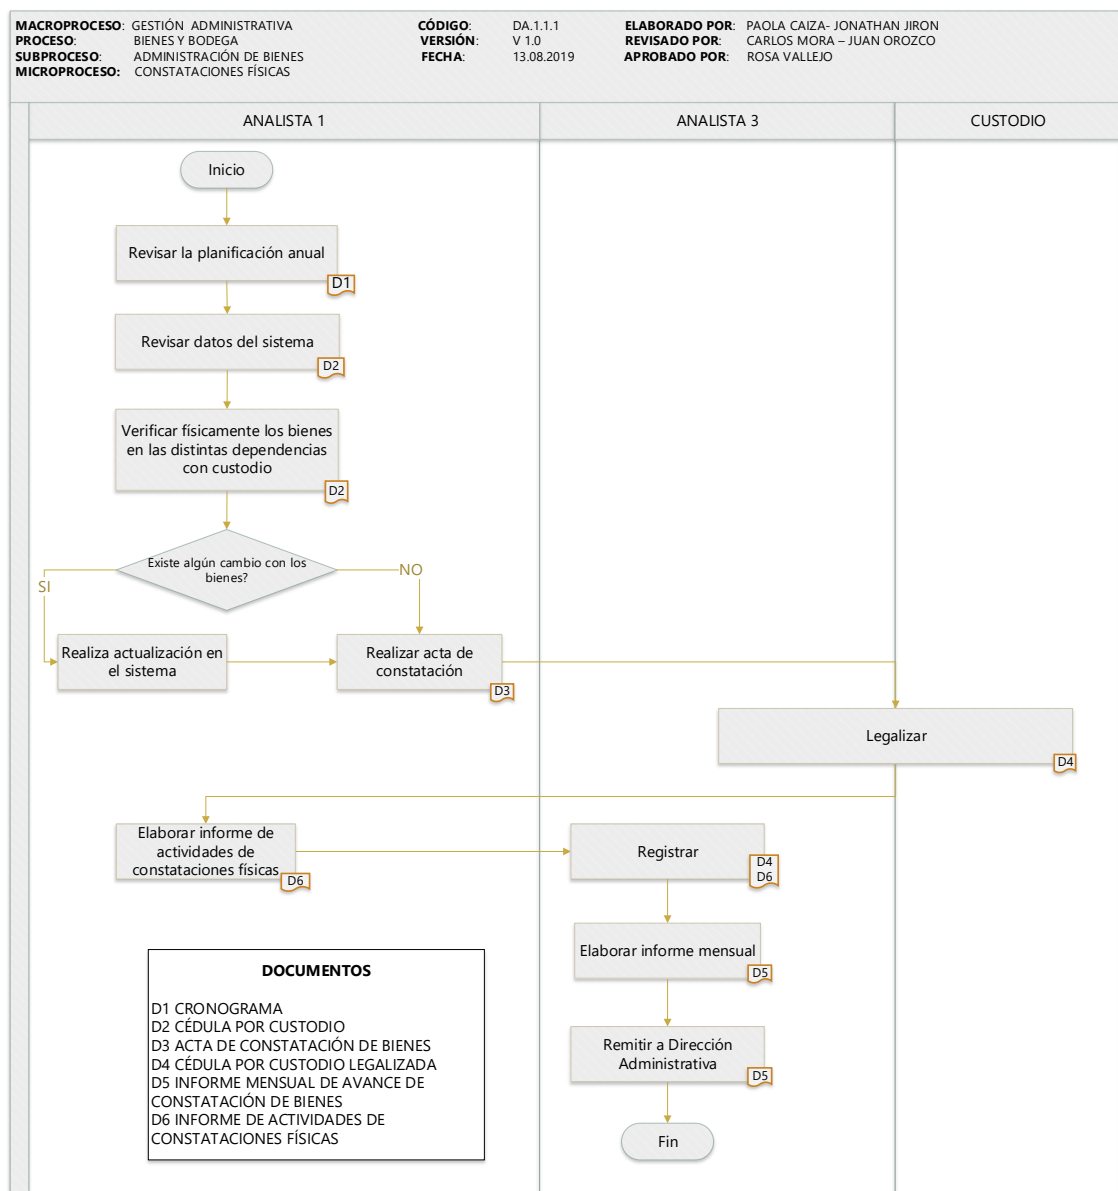 MACROPROCESO: GESTIÓN ADMINISTRATIVA
PROCESO: BIENES Y BODEGA
SUBPROCESO: ADMINISTRACIÓN DE BIENES
MICROPROCESO: CONSTATACIONES FÍSICAS
CÓDIGO: DA.1.1.1
VERSIÓN: V 1.0
FECHA: 13.08.2019
ELABORADO POR: PAOLA CAIZA- JONATHAN JIRON
REVISADO POR: CARLOS MORA – JUAN OROZCO
APROBADO POR: ROSA VALLEJO
ANALISTA 1
ANALISTA 3
CUSTODIO
Inicio
Revisar la planificación anual
D1
Revisar datos del sistema
D2
Verificar físicamente los bienes
en las distintas dependencias
con custodio
D2
Existe algún cambio con los
bienes?
SI
NO
Realiza actualización en
el sistema
Realizar acta de
constatación
D3
Legalizar
D4
Elaborar informe de
actividades de
constataciones físicas
D6
Registrar
D4
D6
Elaborar informe mensual
D5
Remitir a Dirección
Administrativa
D5
Fin
DOCUMENTOS
D1 CRONOGRAMA
D2 CÉDULA POR CUSTODIO
D3 ACTA DE CONSTATACIÓN DE BIENES
D4 CÉDULA POR CUSTODIO LEGALIZADA
D5 INFORME MENSUAL DE AVANCE DE
CONSTATACIÓN DE BIENES
D6 INFORME DE ACTIVIDADES DE
CONSTATACIONES FÍSICAS